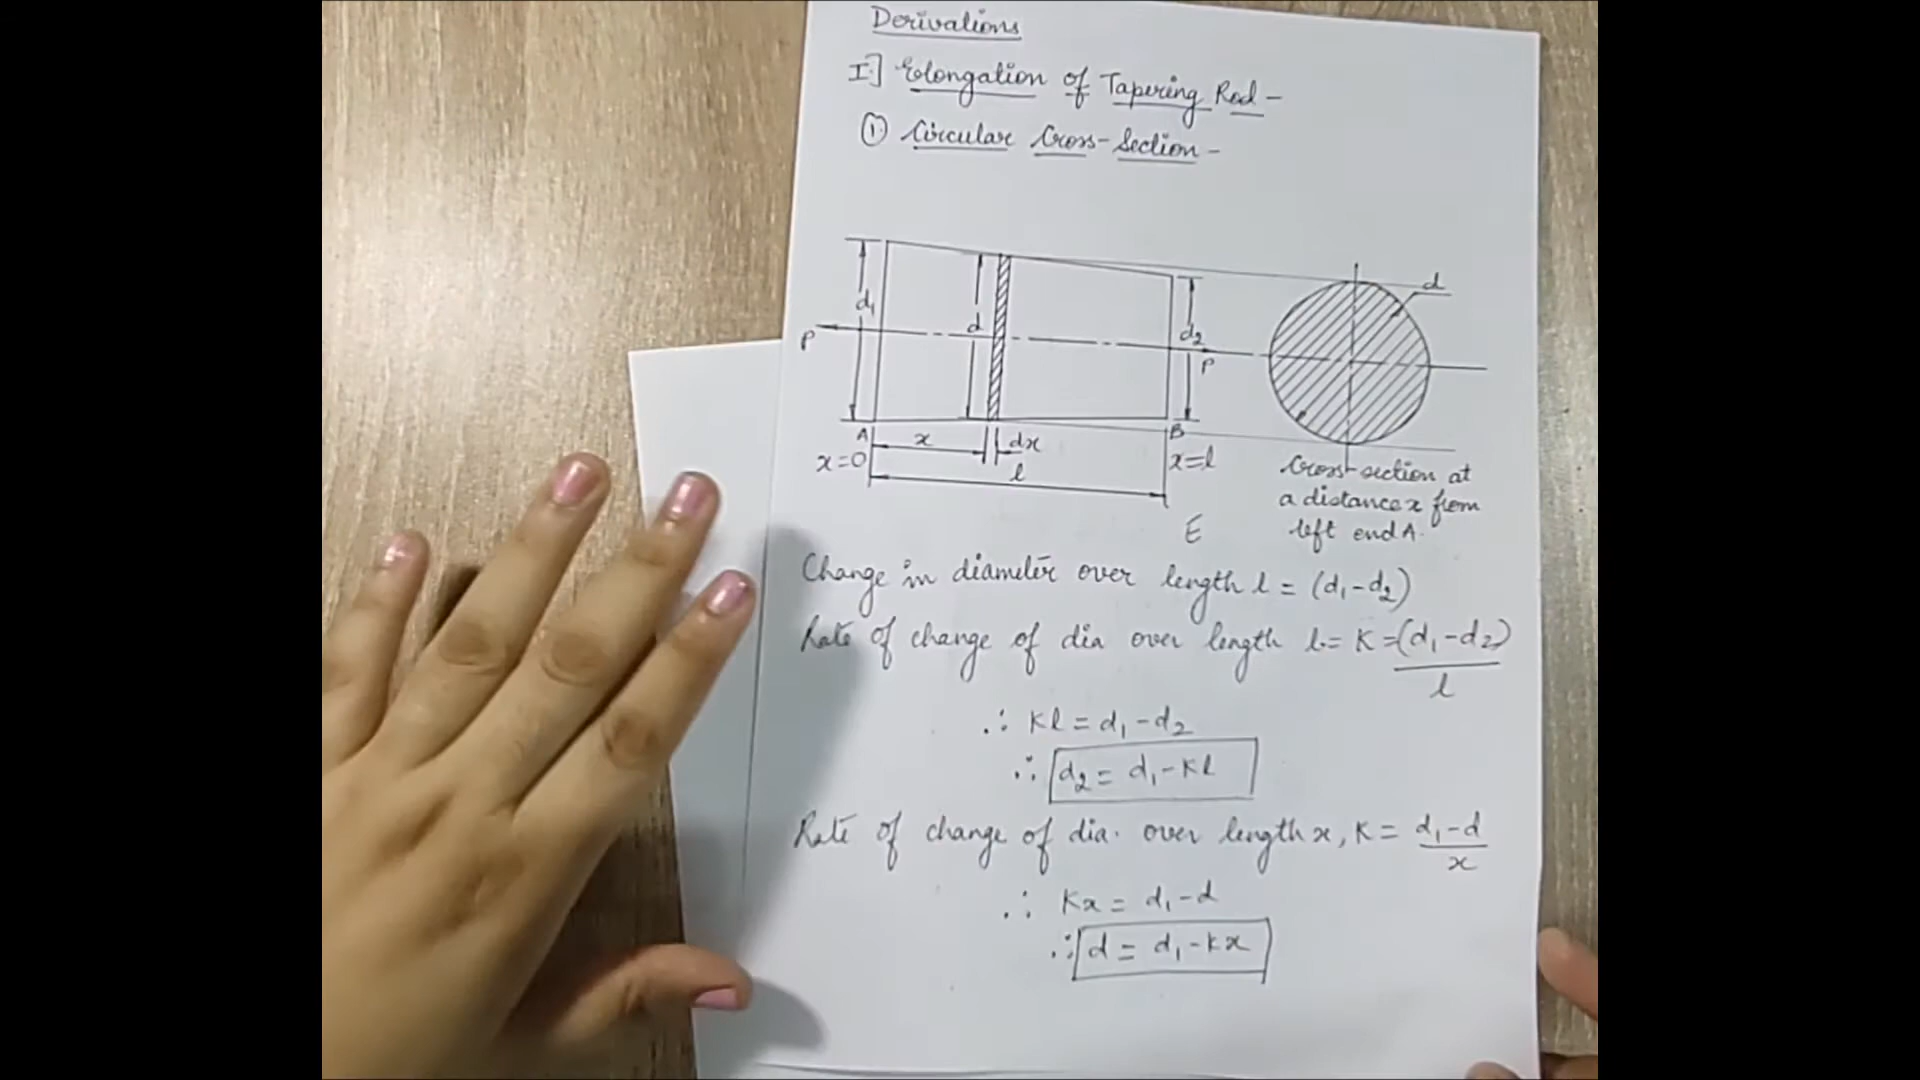 Derivations
I] Elongation of Tapering Rod -
① Circular Cross-Section -
d
d₁
d
d₂
P
P
A
B
x
dx
x=0
x=l
l
Cross-section at
a distance x from
left end A.
E
Change in diameter over length l = (d₁-d₂)
Rate of change of dia over length l = K = (d₁-d₂)/l
∴ Kl = d₁-d₂
∴ d₂ = d₁-Kl
Rate of change of dia. over length x, K = d₁-d/x
∴ Kx = d₁-d
∴ d = d₁-Kx